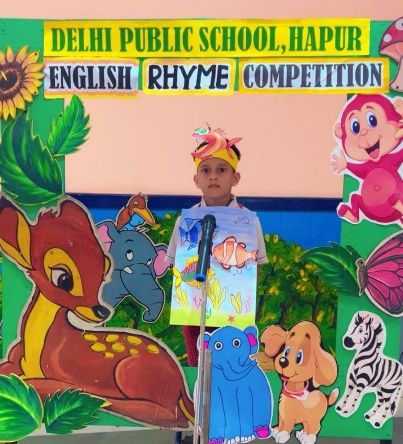 DELHI PUBLIC SCHOOL, HAPUR
ENGLISH RHYME COMPETITION